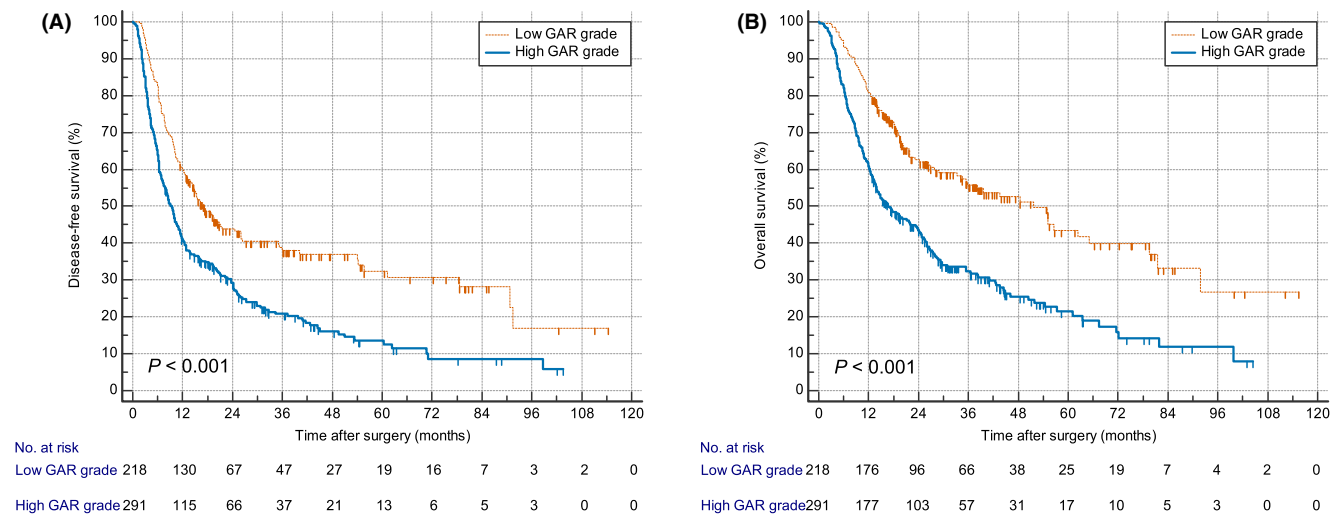 (A)
Low GAR grade
High GAR grade
Disease-free survival (%)
100
90
80
70
60
50
40
30
20
10
0
P < 0.001
0 12 24 36 48 60 72 84 96 108 120
Time after surgery (months)
No. at risk
Low GAR grade 218 130 67 47 27 19 16 7 3 2 0
High GAR grade 291 115 66 37 21 13 6 5 3 0 0
(B)
Low GAR grade
High GAR grade
Overall survival (%)
100
90
80
70
60
50
40
30
20
10
0
P < 0.001
0 12 24 36 48 60 72 84 96 108 120
Time after surgery (months)
No. at risk
Low GAR grade 218 176 96 66 38 25 19 7 4 2 0
High GAR grade 291 177 103 57 31 17 10 5 3 0 0